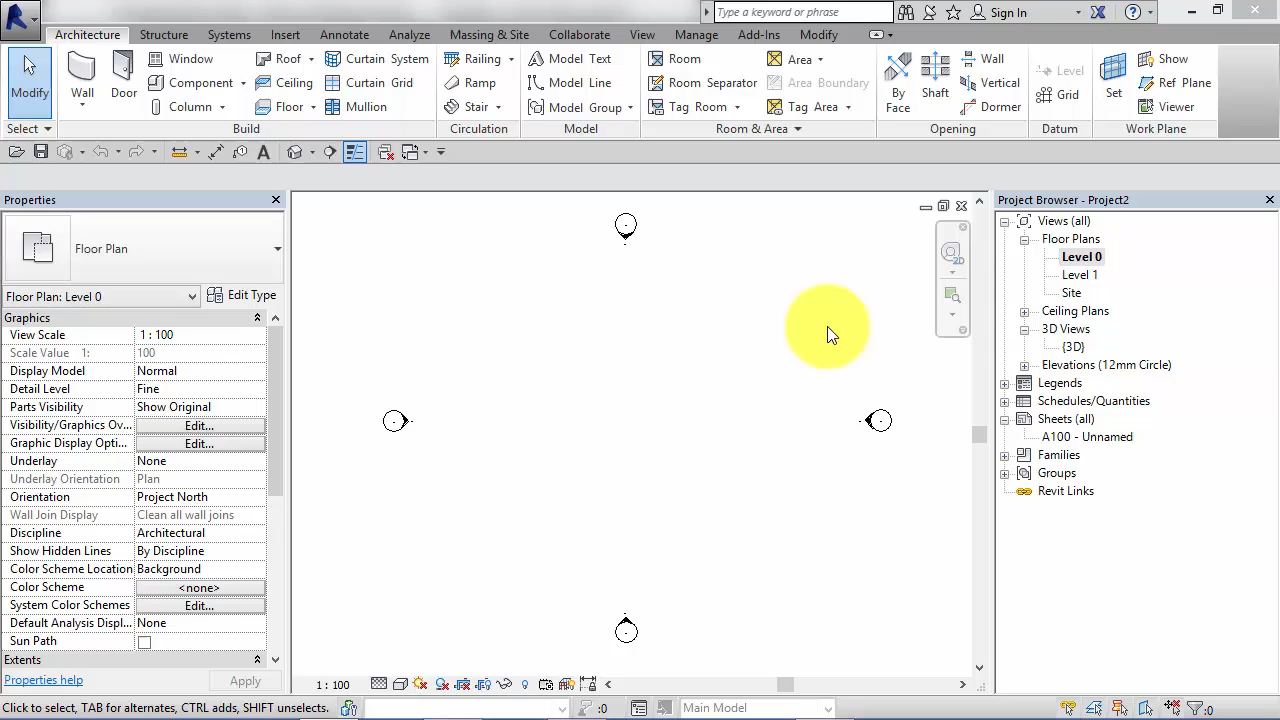 Type a keyword or phrase
Sign In
Architecture
Structure
Systems
Insert
Annotate
Analyze
Massing & Site
Collaborate
View
Manage
Add-Ins
Modify
Modify
Select
Wall
Door
Window
Component
Column
Roof
Ceiling
Floor
Curtain System
Curtain Grid
Mullion
Build
Railing
Ramp
Stair
Circulation
Model Text
Model Line
Model Group
Model
Room
Room Separator
Tag Room
Area
Area Boundary
Tag Area
Room & Area
By
Face
Shaft
Wall
Vertical
Dormer
Opening
Level
Grid
Datum
Set
Show
Ref Plane
Viewer
Work Plane
Properties
Floor Plan
Floor Plan: Level 0
Edit Type
Graphics
View Scale 1 : 100
Scale Value 1: 100
Display Model Normal
Detail Level Fine
Parts Visibility Show Original
Visibility/Graphics Ov... Edit...
Graphic Display Opti... Edit...
Underlay None
Underlay Orientation Plan
Orientation Project North
Wall Join Display Clean all wall joins
Discipline Architectural
Show Hidden Lines By Discipline
Color Scheme Location Background
Color Scheme <none>
System Color Schemes Edit...
Default Analysis Displ... None
Sun Path
Extents
Properties help
Apply
2D
1 : 100
Project Browser - Project2
Views (all)
Floor Plans
Level 0
Level 1
Site
Ceiling Plans
3D Views
{3D}
Elevations (12mm Circle)
Legends
Schedules/Quantities
Sheets (all)
A100 - Unnamed
Families
Groups
Revit Links
Click to select, TAB for alternates, CTRL adds, SHIFT unselects.
:0
Main Model
:0